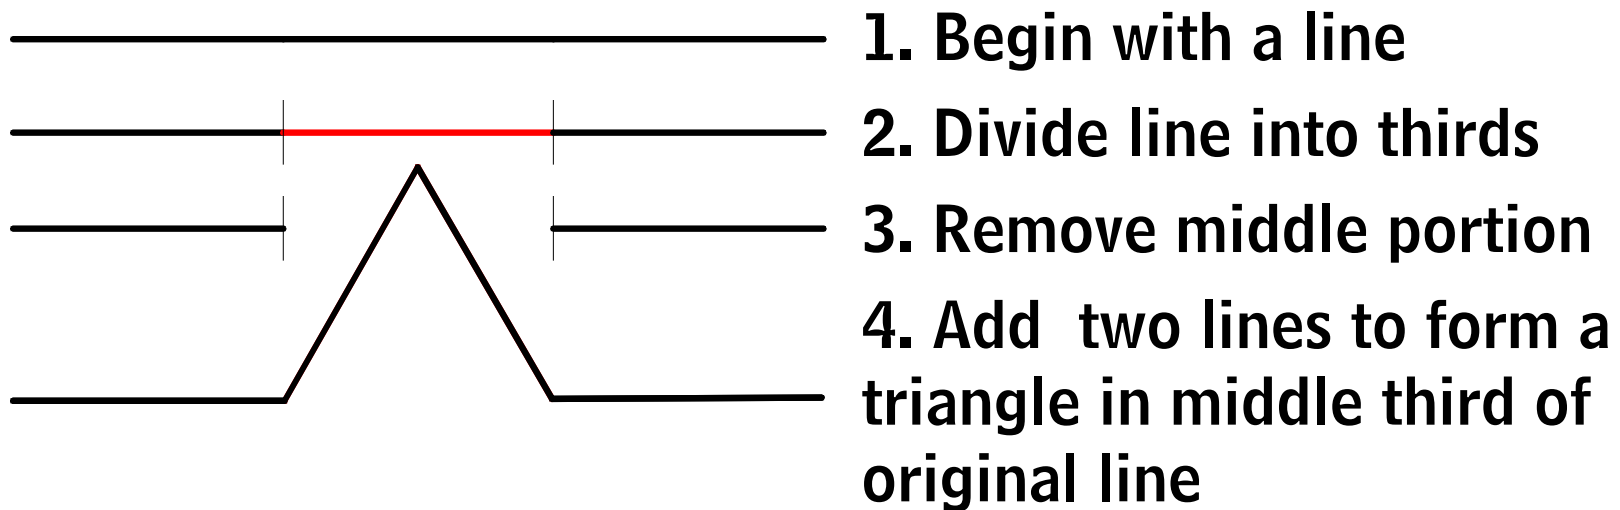 1. Begin with a line
2. Divide line into thirds
3. Remove middle portion
4. Add  two lines to form a
triangle in middle third of
original line